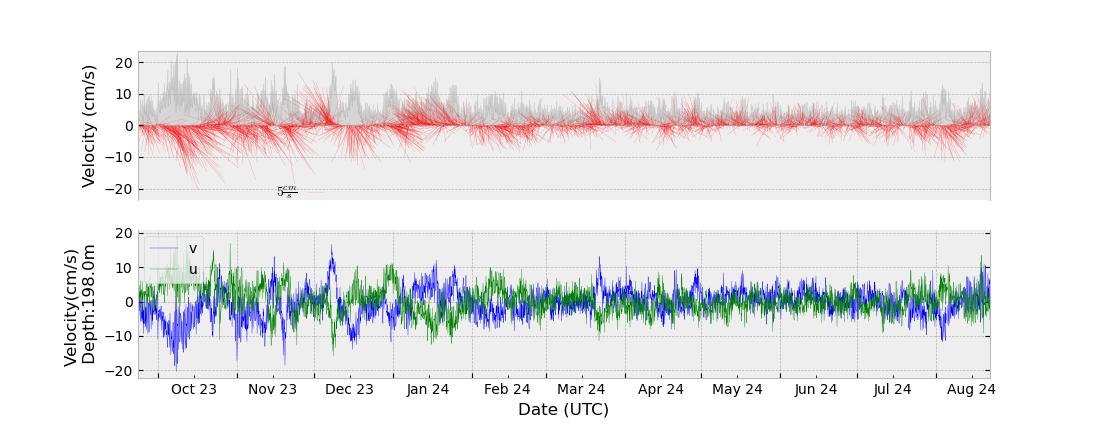 Velocity (cm/s)
20
10
0
−10
−20
5 cm/s
Velocity(cm/s)
Depth:198.0m
20
10
0
−10
−20
v
u
Oct 23 Nov 23 Dec 23 Jan 24 Feb 24 Mar 24 Apr 24 May 24 Jun 24 Jul 24 Aug 24
Date (UTC)